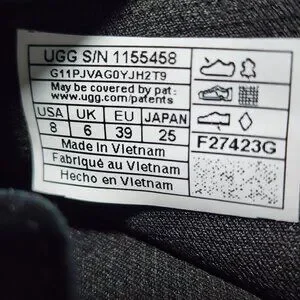 UGG S/N 1155458
G11PJVAG0YJH2T9
May be covered by pat:
www.ugg.com/patents
USA UK EU JAPAN
8 6 39 25
Made in Vietnam
Fabriqué au Vietnam
Hecho en Vietnam
F27423G